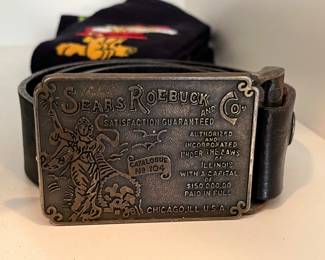 SEARS ROEBUCK AND CO.
SATISFACTION GUARANTEED
CATALOGUE
No 104
AUTHORIZED
AND
INCORPORATED
UNDER THE LAWS
OF
ILLINOIS
WITH A CAPITAL
OF
$150,000.00
PAID IN FULL
CHICAGO, ILL. U.S.A.